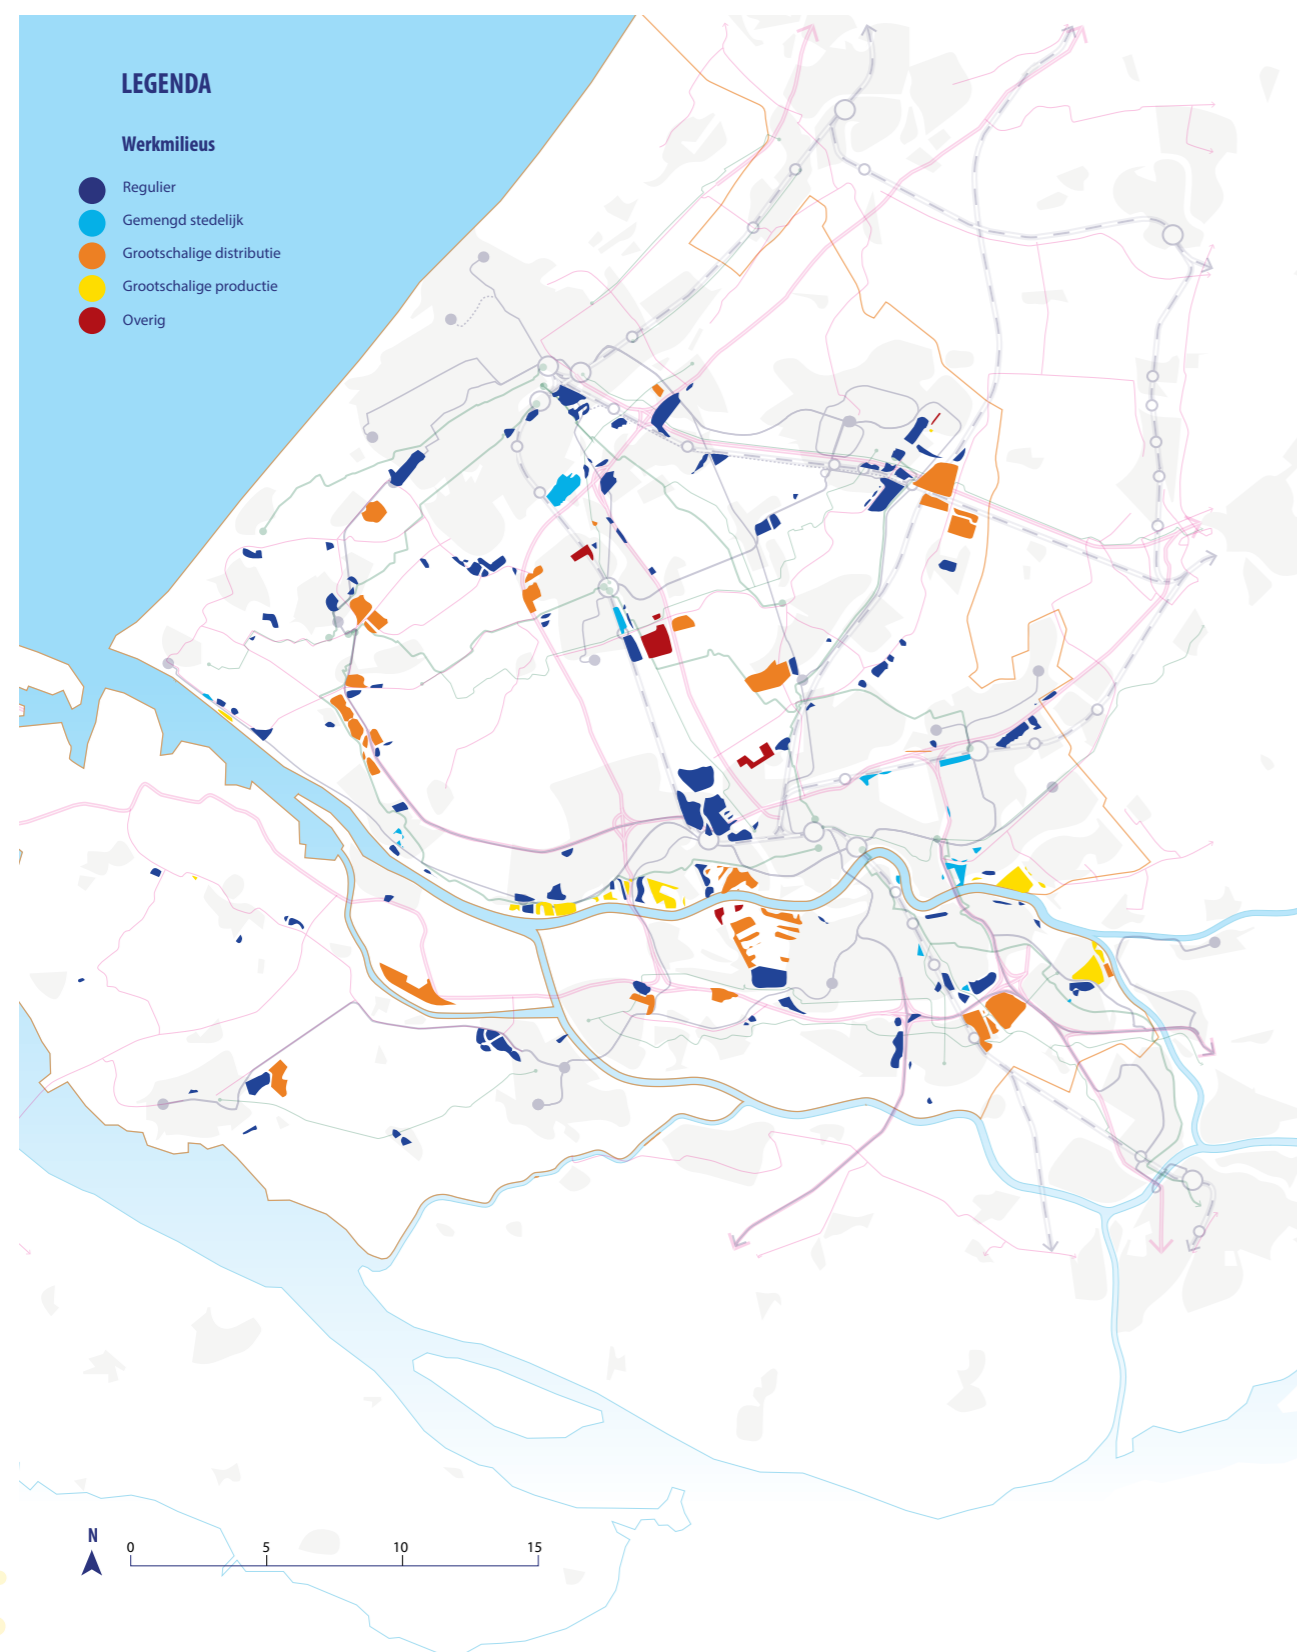 LEGENDA
Werkmilieus
Regulier
Gemengd stedelijk
Grootschalige distributie
Grootschalige productie
Overig
N
0 5 10 15